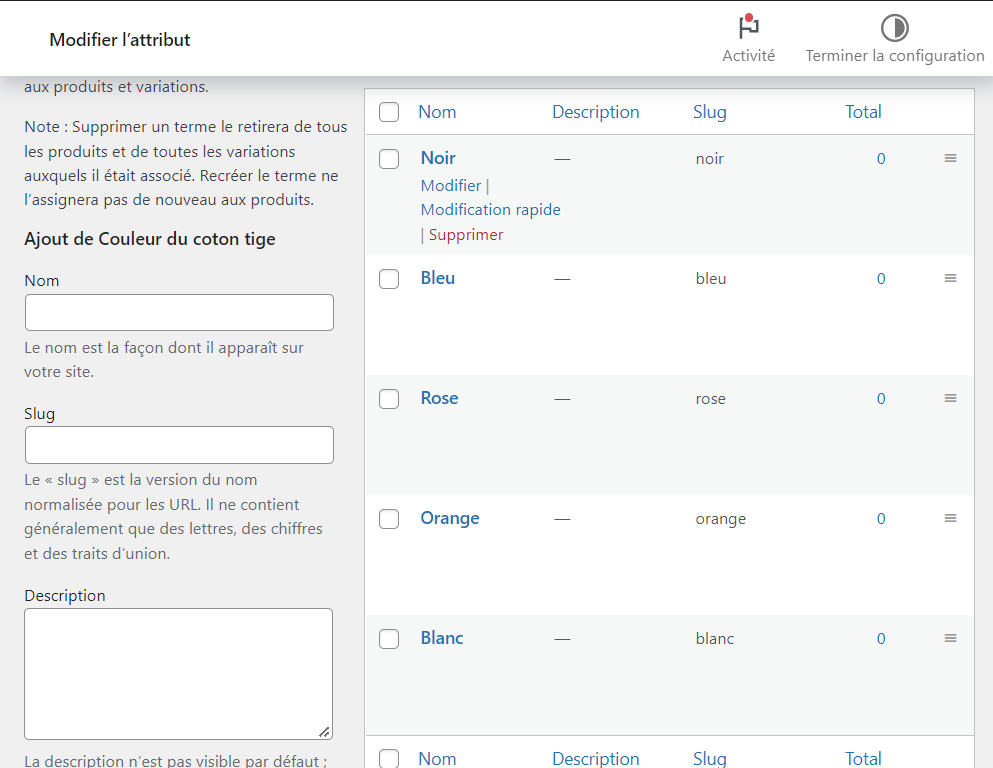 Modifier l’attribut
Activité
Terminer la configuration
aux produits et variations.
Note : Supprimer un terme le retirera de tous
les produits et de toutes les variations
auxquels il était associé. Recréer le terme ne
l’assignera pas de nouveau aux produits.
Ajout de Couleur du coton tige
Nom
Le nom est la façon dont il apparaît sur
votre site.
Slug
Le « slug » est la version du nom
normalisée pour les URL. Il ne contient
généralement que des lettres, des chiffres
et des traits d’union.
Description
La description n’est pas visible par défaut ;
Nom Description Slug Total
Noir — noir 0
Modifier |
Modification rapide
| Supprimer
Bleu — bleu 0
Rose — rose 0
Orange — orange 0
Blanc — blanc 0
Nom Description Slug Total